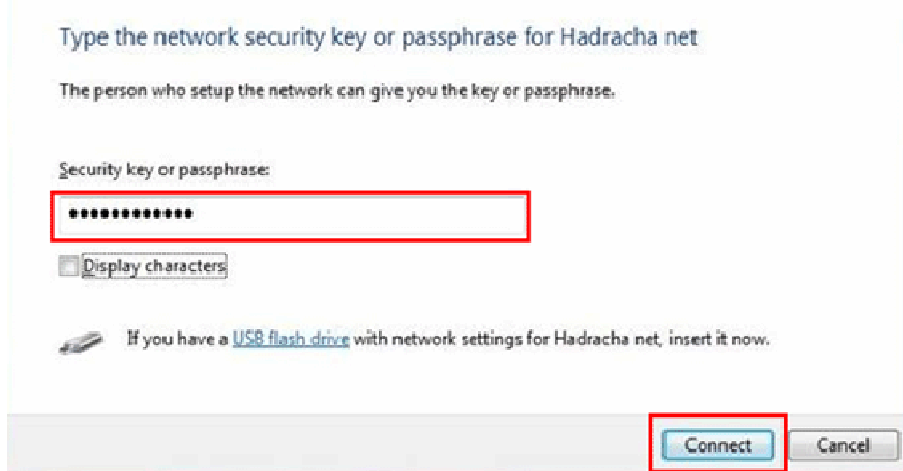 Type the network security key or passphrase for Hadracha net
The person who setup the network can give you the key or passphrase.
Security key or passphrase:
••••••••••••
Display characters
If you have a USB flash drive with network settings for Hadracha net, insert it now.
Connect Cancel